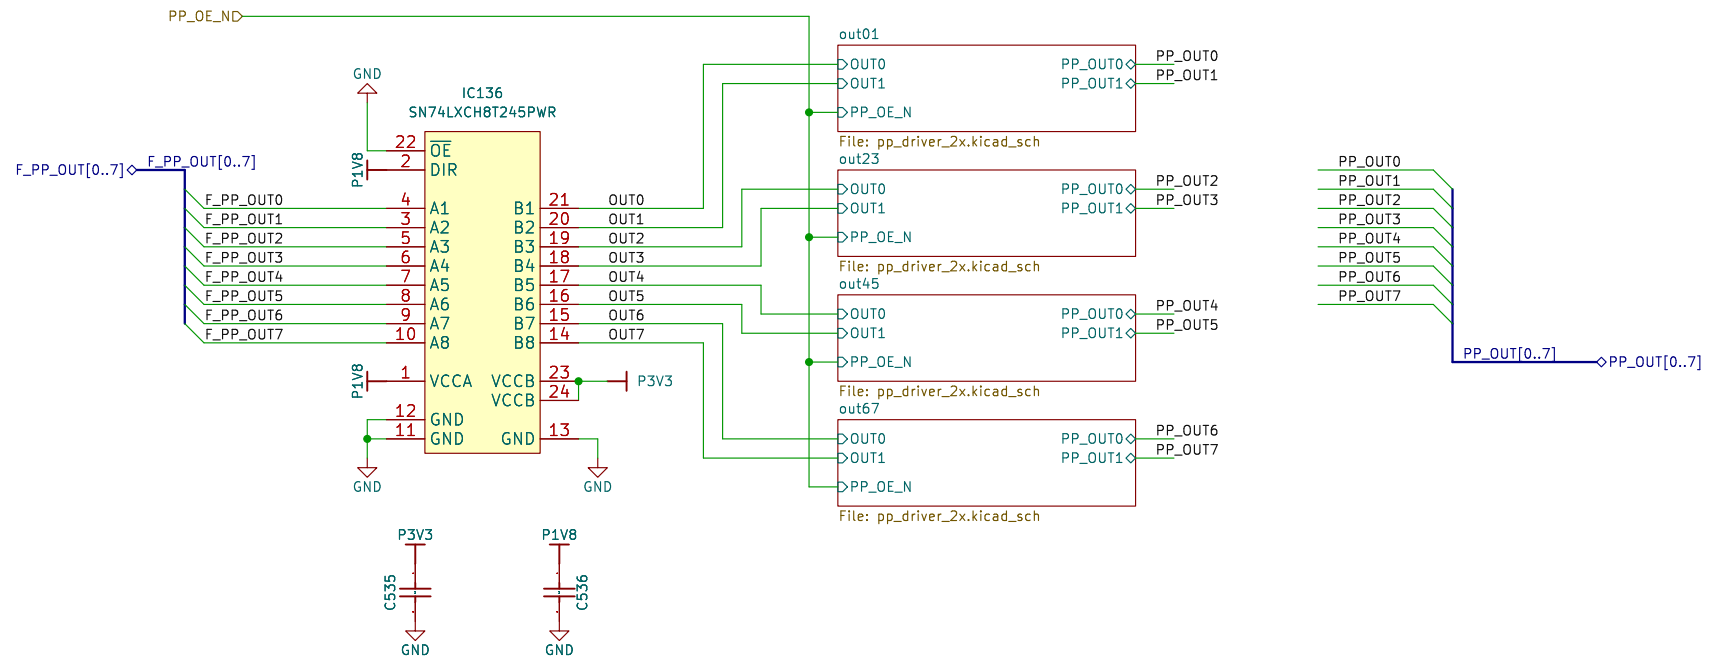 PP_OE_N
GND
IC136
SN74LXCH8T245PWR
F_PP_OUT[0..7]
F_PP_OUT[0..7]
F_PP_OUT0
F_PP_OUT1
F_PP_OUT2
F_PP_OUT3
F_PP_OUT4
F_PP_OUT5
F_PP_OUT6
F_PP_OUT7
P1V8
P1V8
22 OE
2 DIR
4 A1
3 A2
5 A3
6 A4
7 A5
8 A6
9 A7
10 A8
1 VCCA
12 GND
11 GND
B1 21 OUT0
B2 20 OUT1
B3 19 OUT2
B4 18 OUT3
B5 17 OUT4
B6 16 OUT5
B7 15 OUT6
B8 14 OUT7
VCCB 23 P3V3
VCCB 24
GND 13
GND
GND
out01
OUT0 PP_OUT0 PP_OUT0
OUT1 PP_OUT1 PP_OUT1
PP_OE_N
File: pp_driver_2x.kicad_sch
out23
OUT0 PP_OUT0 PP_OUT2
OUT1 PP_OUT1 PP_OUT3
PP_OE_N
File: pp_driver_2x.kicad_sch
out45
OUT0 PP_OUT0 PP_OUT4
OUT1 PP_OUT1 PP_OUT5
PP_OE_N
File: pp_driver_2x.kicad_sch
out67
OUT0 PP_OUT0 PP_OUT6
OUT1 PP_OUT1 PP_OUT7
PP_OE_N
File: pp_driver_2x.kicad_sch
PP_OUT0
PP_OUT1
PP_OUT2
PP_OUT3
PP_OUT4
PP_OUT5
PP_OUT6
PP_OUT7
PP_OUT[0..7]
PP_OUT[0..7]
P3V3
C535
GND
P1V8
C536
GND